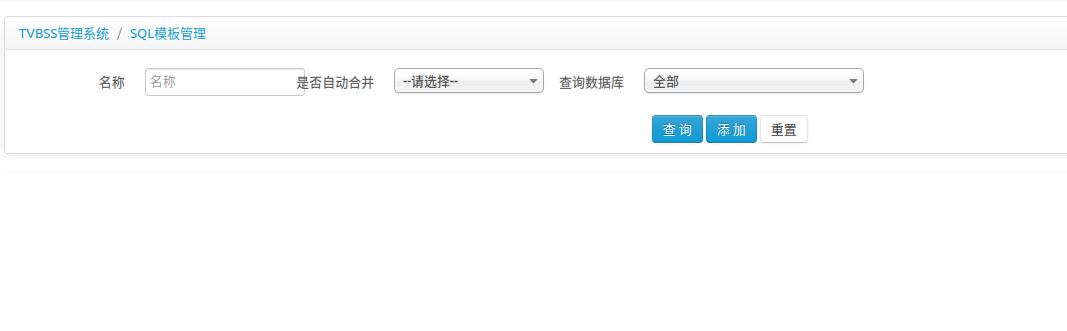 TVBSS管理系统 / SQL模板管理
名称 名称 是否自动合并 --请选择-- 查询数据库 全部
查 询 添 加 重置